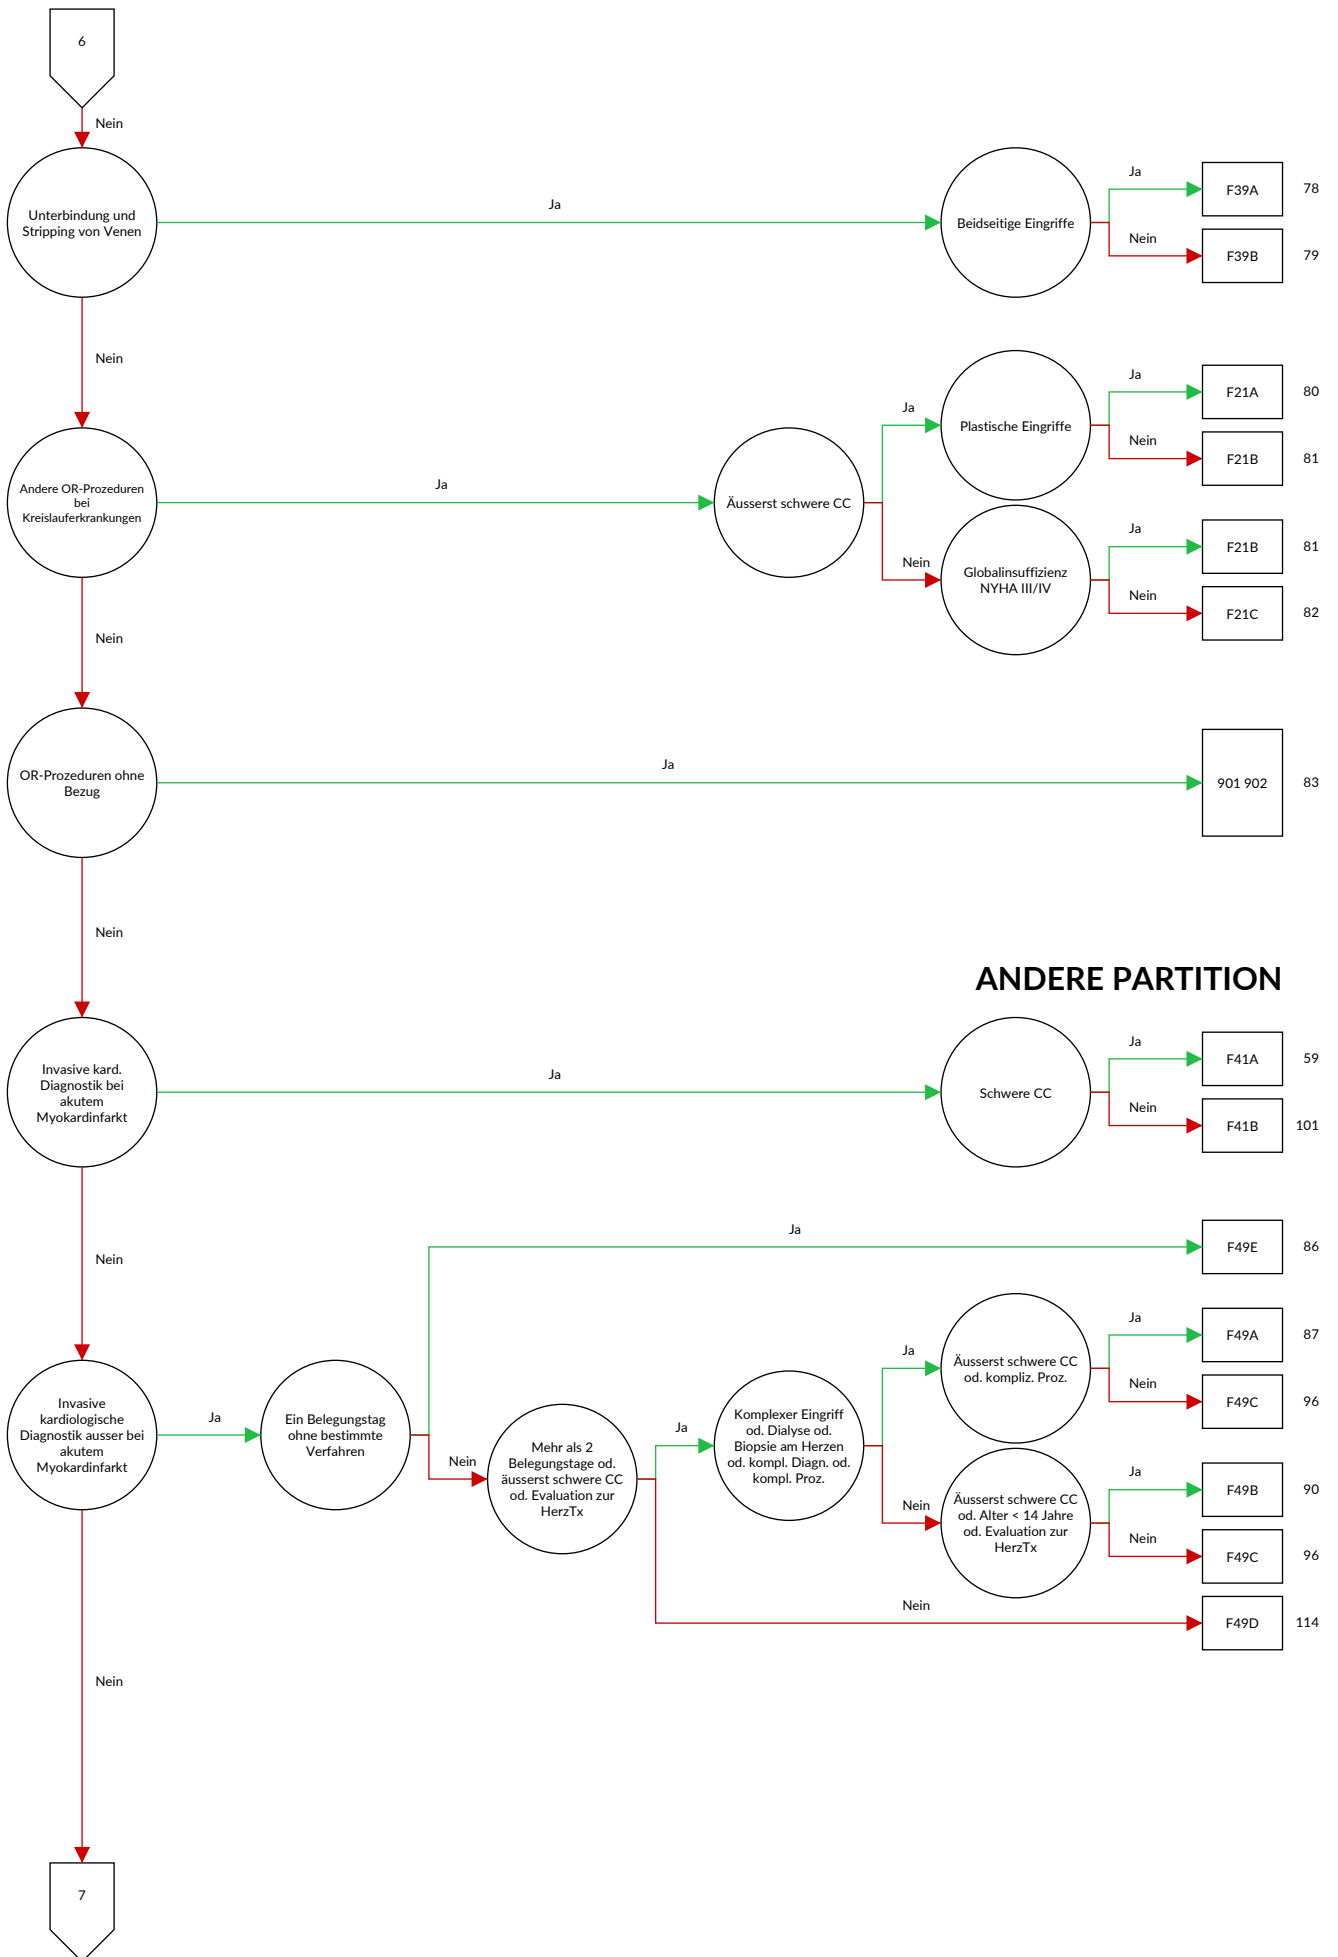 6
Nein
Unterbindung und
Stripping von Venen
Ja
Beidseitige Eingriffe
Ja
F39A
78
Nein
F39B
79
Nein
Andere OR-Prozeduren
bei
Kreislauferkrankungen
Ja
Äusserst schwere CC
Ja
Plastische Eingriffe
Ja
F21A
80
Nein
F21B
81
Nein
Globalinsuffizienz
NYHA III/IV
Ja
F21B
81
Nein
F21C
82
Nein
OR-Prozeduren ohne
Bezug
Ja
901 902
83
Nein
ANDERE PARTITION
Invasive kard.
Diagnostik bei
akutem
Myokardinfarkt
Ja
Schwere CC
Ja
F41A
59
Nein
F41B
101
Nein
Invasive
kardiologische
Diagnostik ausser bei
akutem
Myokardinfarkt
Ja
Ein Belegungstag
ohne bestimmte
Verfahren
Ja
F49E
86
Nein
Mehr als 2
Belegungstage od.
äusserst schwere CC
od. Evaluation zur
HerzTx
Ja
Komplexer Eingriff
od. Dialyse od.
Biopsie am Herzen
od. kompl. Diagn. od.
kompl. Proz.
Ja
Äusserst schwere CC
od. kompliz. Proz.
Ja
F49A
87
Nein
F49C
96
Nein
Äusserst schwere CC
od. Alter < 14 Jahre
od. Evaluation zur
HerzTx
Ja
F49B
90
Nein
F49C
96
Nein
F49D
114
Nein
7